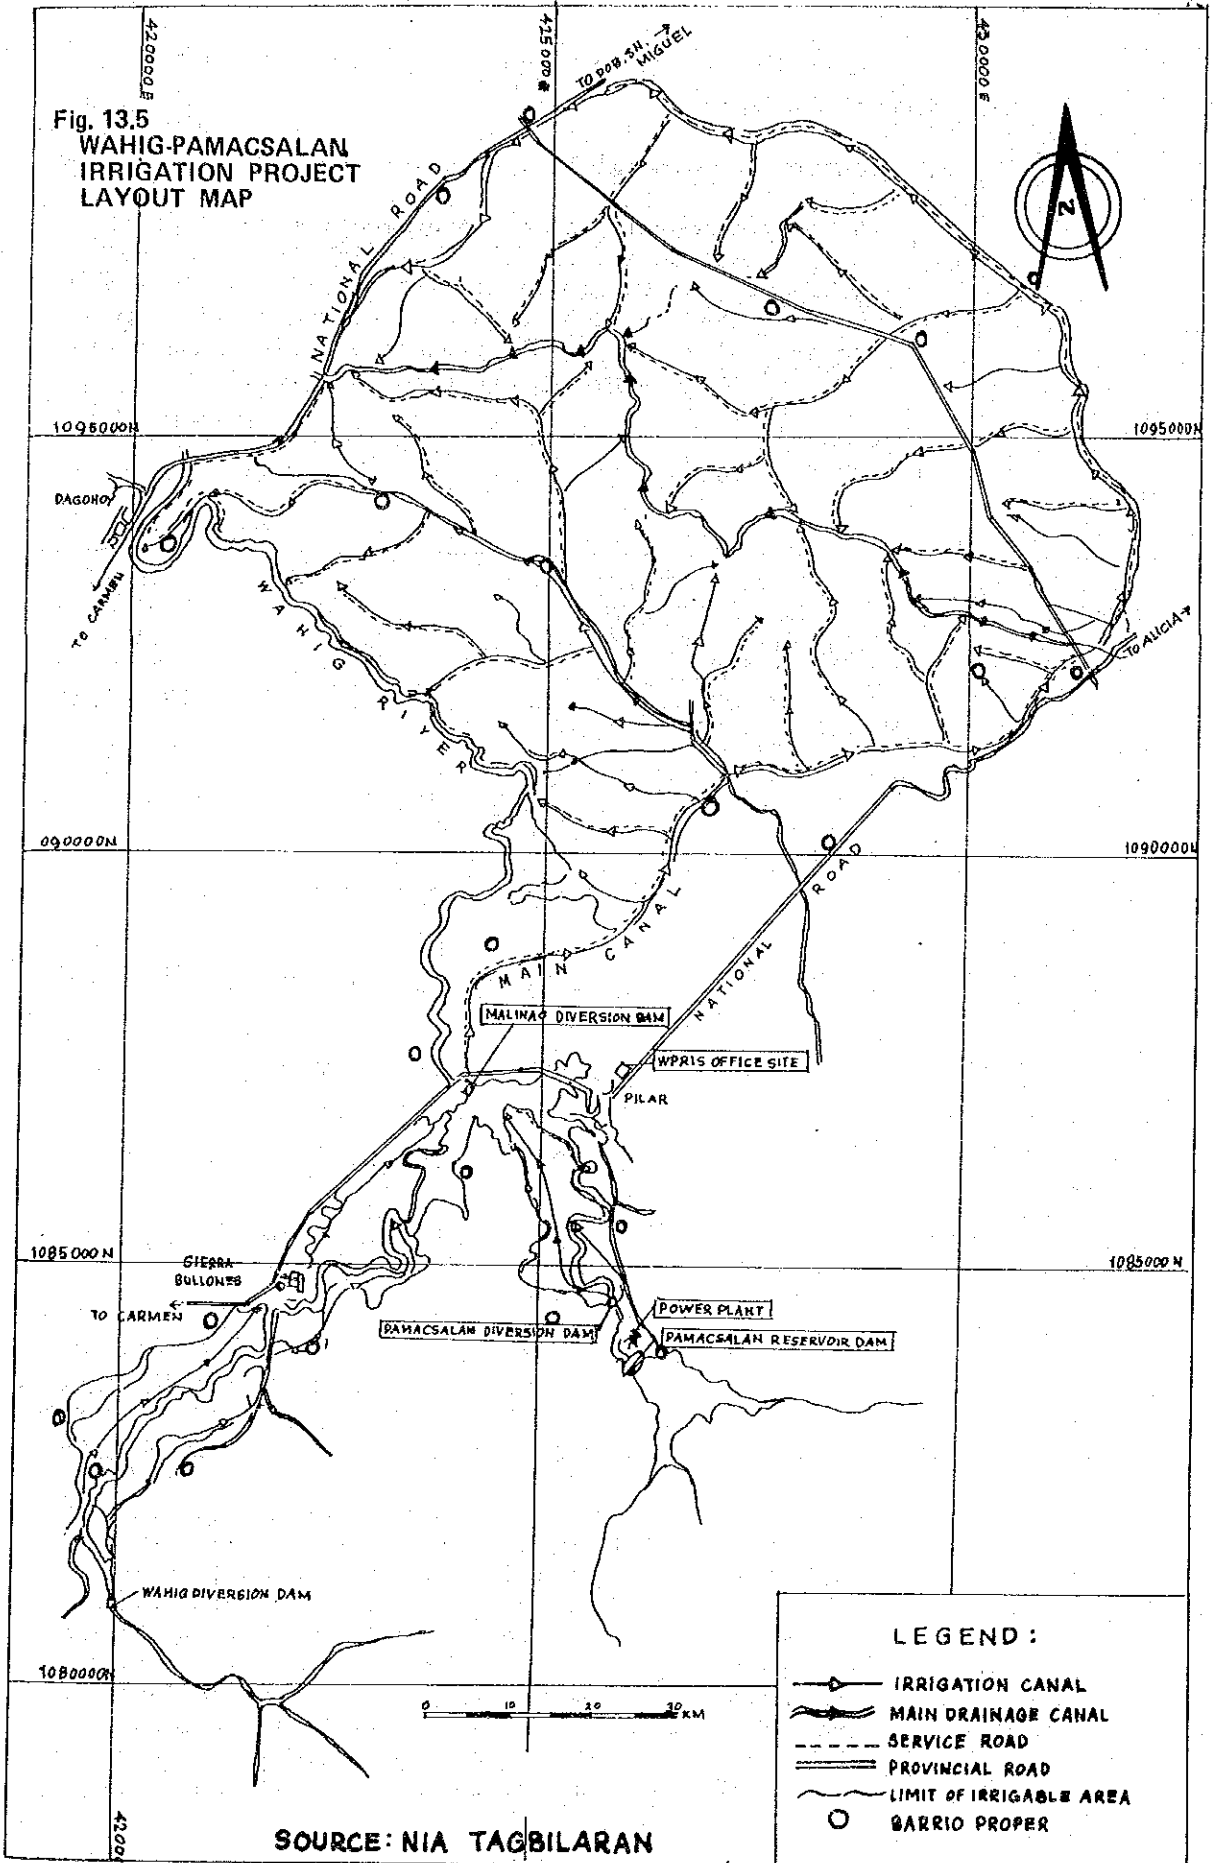 420000 E
425000 E
430000 E
TO POB. SN. MIGUEL
Fig. 13.5
WAHIG-PAMACSALAN
IRRIGATION PROJECT
LAYOUT MAP
N
NATIONAL ROAD
1095000N
1095000N
DAGOHOY
TO CARMEN
WAHIG RIVER
TO ALICIA
090000N
1090000N
MAIN CANAL
NATIONAL ROAD
MALINAO DIVERSION DAM
WPRIS OFFICE SITE
PILAR
1085000N
1085000N
SIERRA
BULLONES
TO CARMEN
POWER PLANT
PAMACSALAN DIVERSION DAM
PAMACSALAN RESERVOIR DAM
WAHIG DIVERSION DAM
1080000N
0 10 20 30 KM
LEGEND:
IRRIGATION CANAL
MAIN DRAINAGE CANAL
SERVICE ROAD
PROVINCIAL ROAD
LIMIT OF IRRIGABLE AREA
BARRIO PROPER
4200
SOURCE: NIA TAGBILARAN